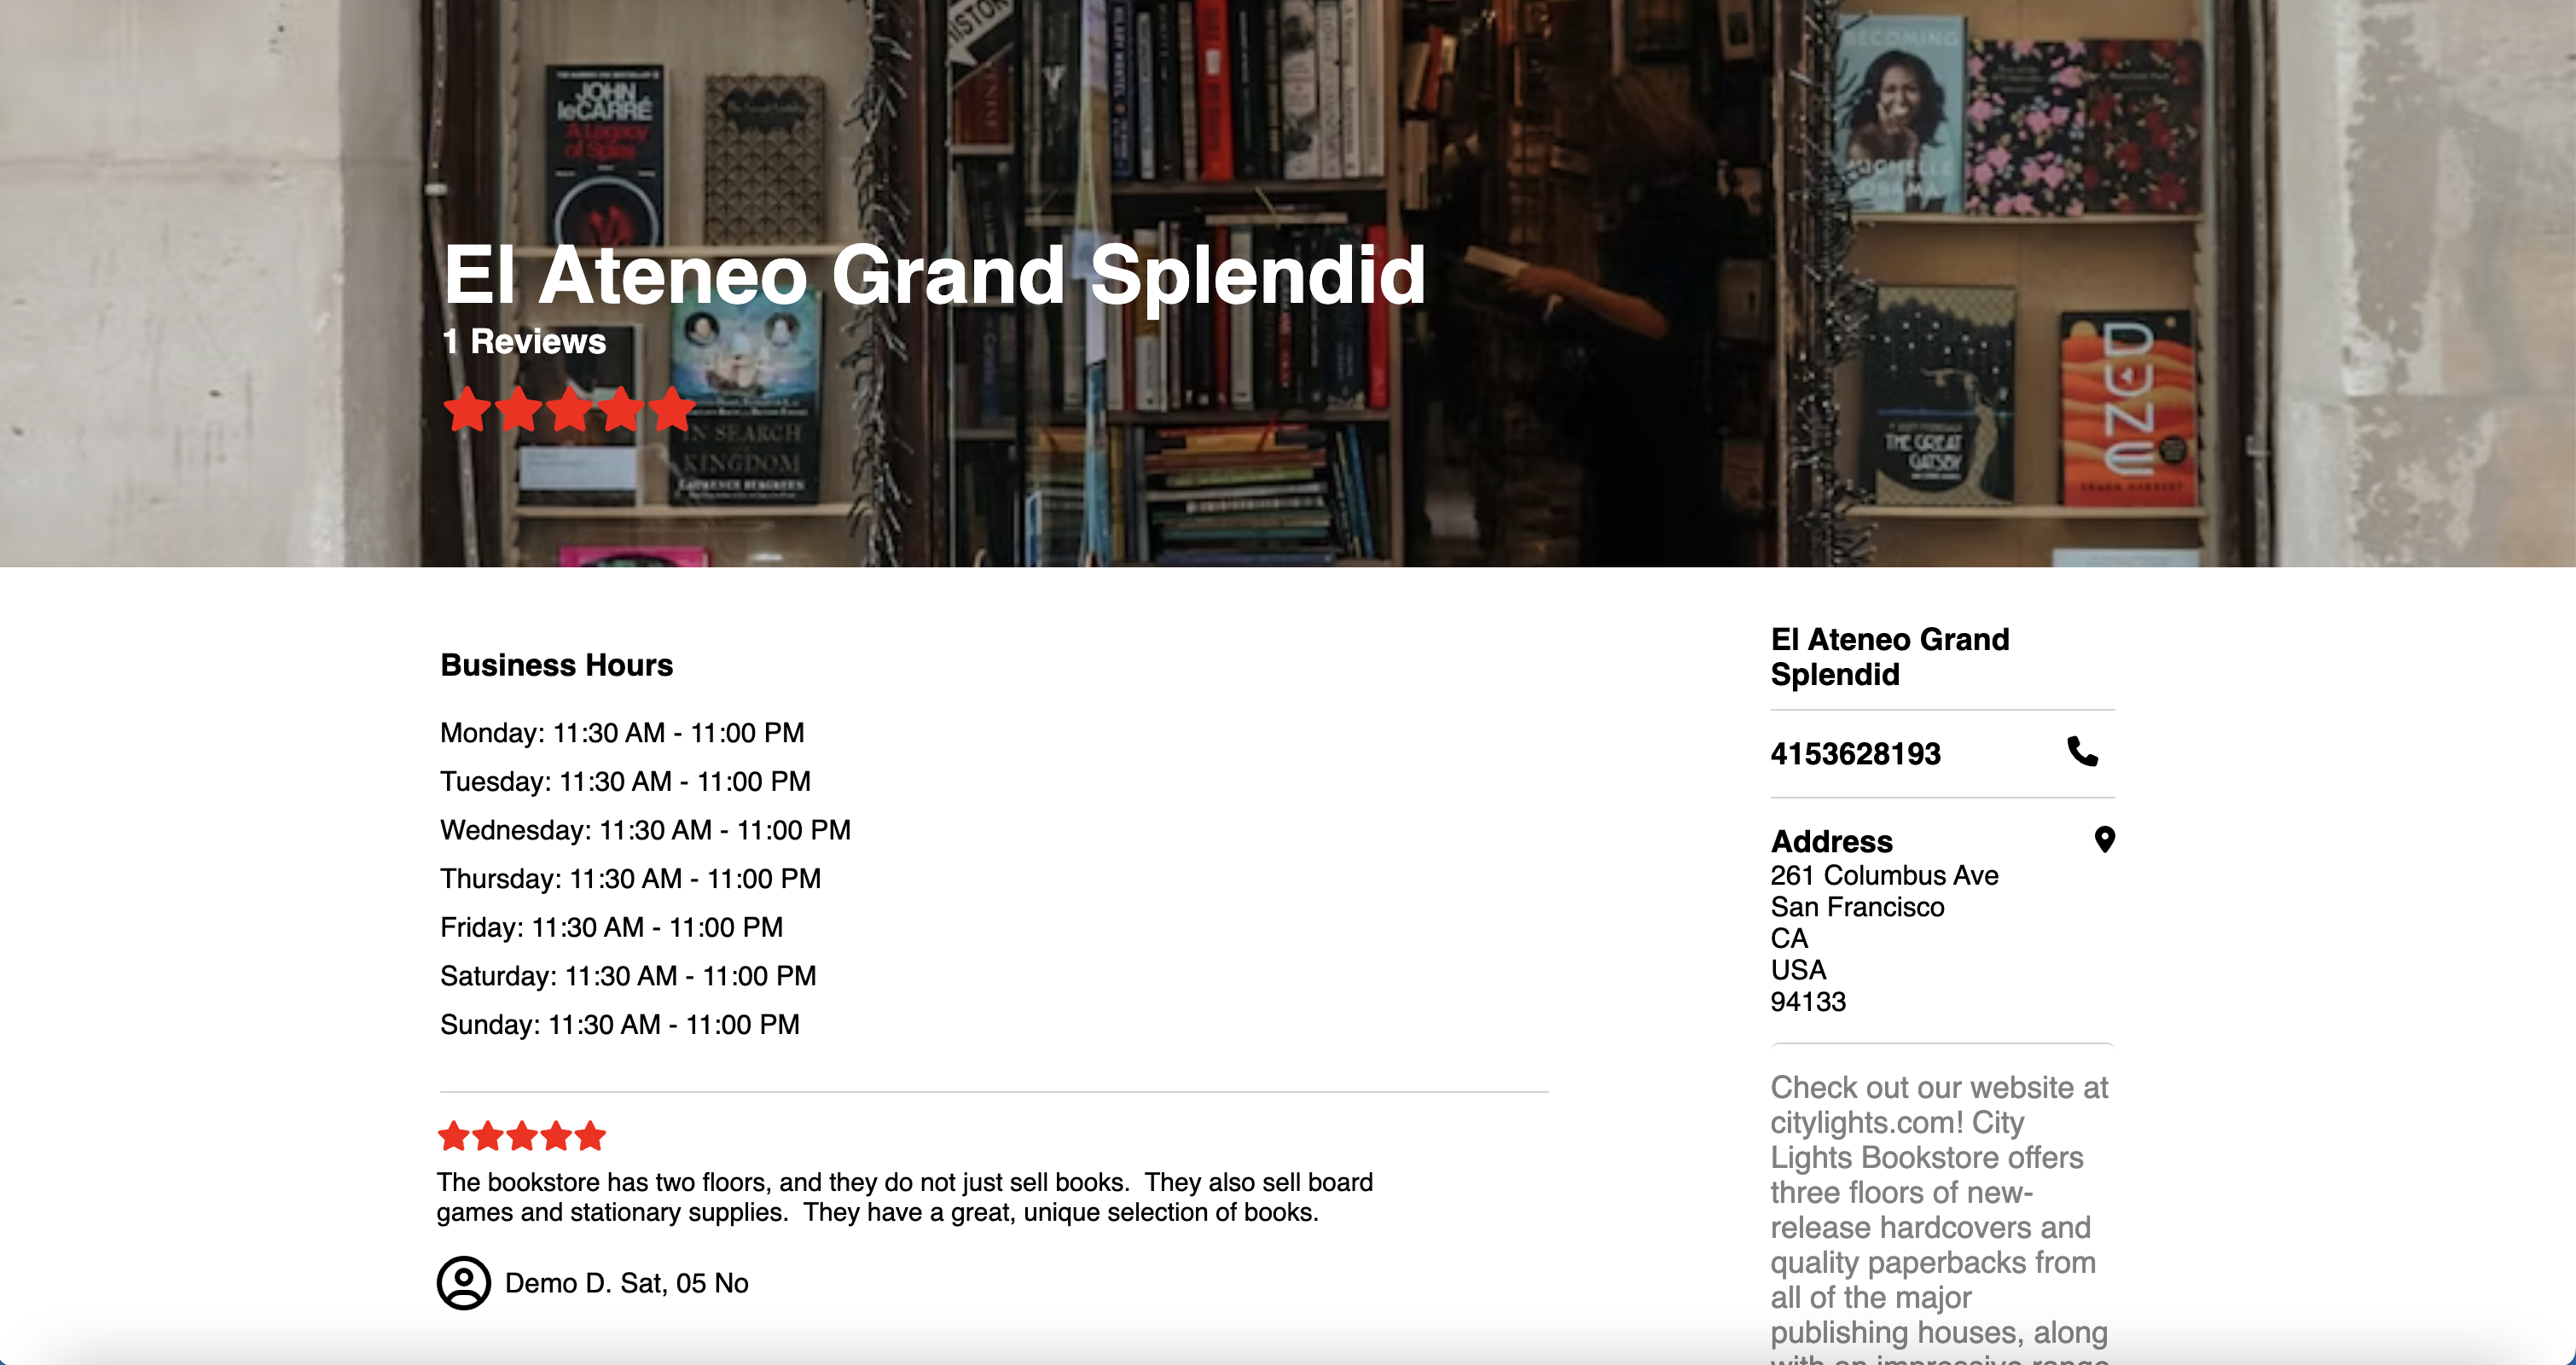 HISTOR
BECOMING
JOHN
leCARRÉ
A Legacy
of Spies
MICHELLE
OBAMA
El Ateneo Grand Splendid
1 Reviews
DUNE
IN SEARCH
KINGDOM
LAURENCE BERGREEN
THE GREAT
GATSBY
FRANK HERBERT
Business Hours
Monday: 11:30 AM - 11:00 PM
Tuesday: 11:30 AM - 11:00 PM
Wednesday: 11:30 AM - 11:00 PM
Thursday: 11:30 AM - 11:00 PM
Friday: 11:30 AM - 11:00 PM
Saturday: 11:30 AM - 11:00 PM
Sunday: 11:30 AM - 11:00 PM
The bookstore has two floors, and they do not just sell books.  They also sell board
games and stationary supplies.  They have a great, unique selection of books.
Demo D. Sat, 05 No
El Ateneo Grand
Splendid
4153628193
Address
261 Columbus Ave
San Francisco
CA
USA
94133
Check out our website at
citylights.com! City
Lights Bookstore offers
three floors of new-
release hardcovers and
quality paperbacks from
all of the major
publishing houses, along
with an impressive range